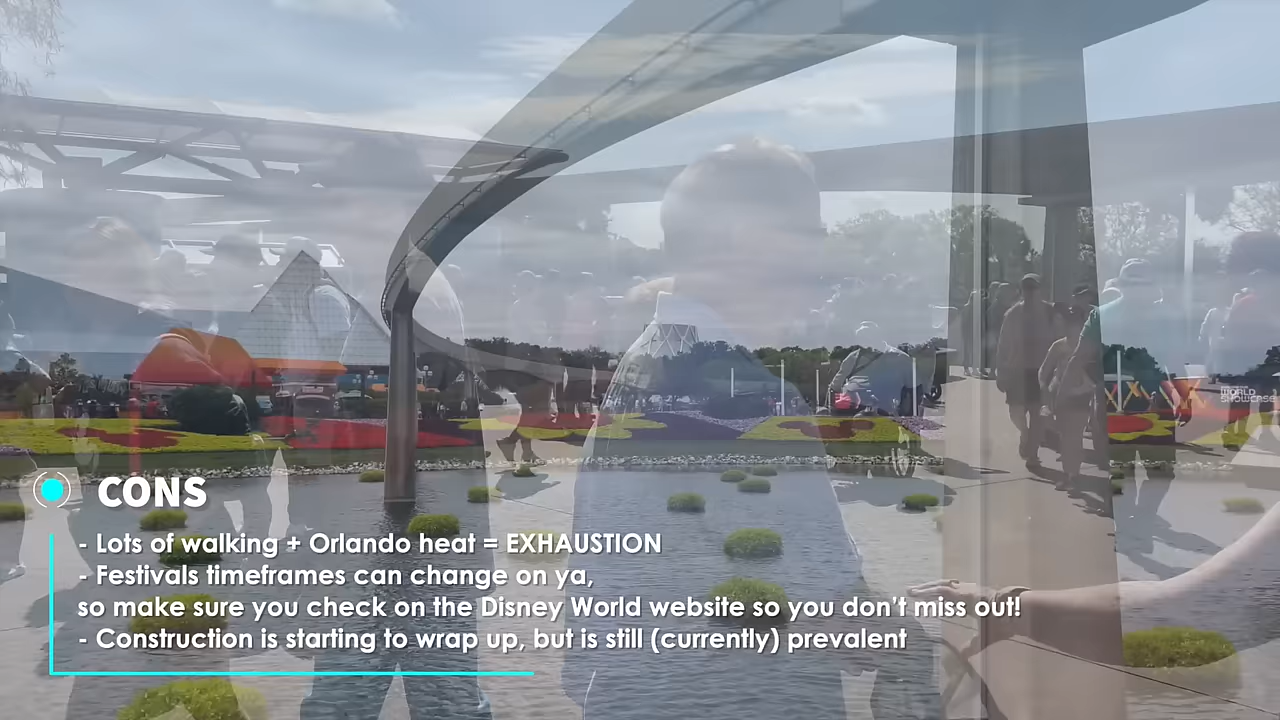 WORLD
SHOWCASE
CONS
- Lots of walking + Orlando heat = EXHAUSTION
- Festivals timeframes can change on ya,
so make sure you check on the Disney World website so you don't miss out!
- Construction is starting to wrap up, but is still (currently) prevalent